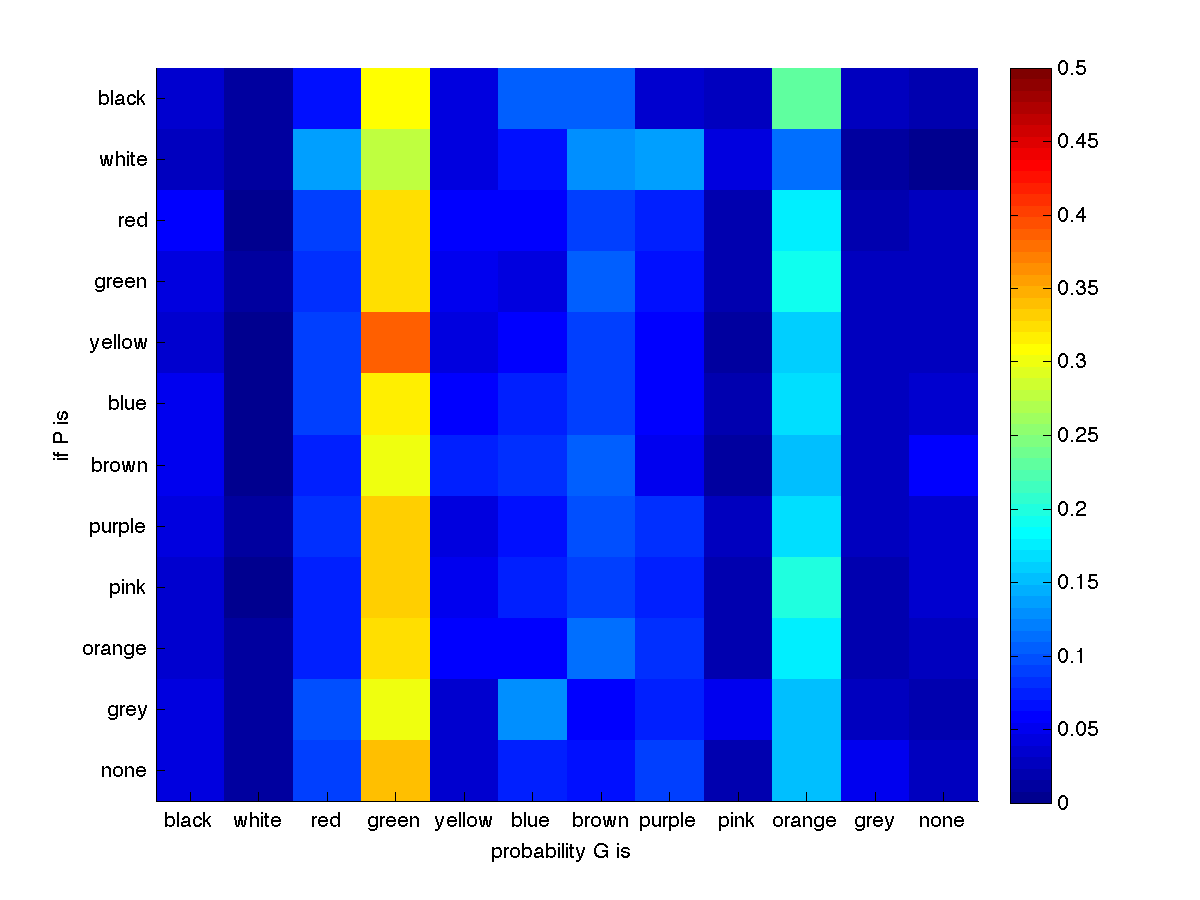 black
white
red
green
yellow
blue
brown
purple
pink
orange
grey
none
if P is
black white red green yellow blue brown purple pink orange grey none
probability G is
0.5
0.45
0.4
0.35
0.3
0.25
0.2
0.15
0.1
0.05
0